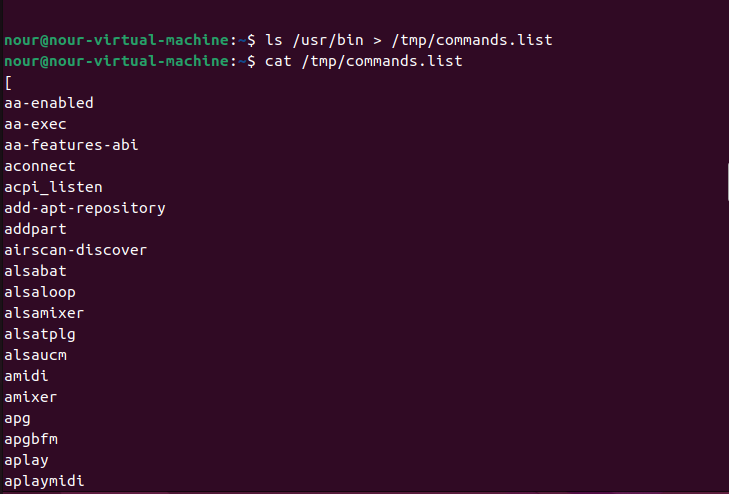 nour@nour-virtual-machine:~$ ls /usr/bin > /tmp/commands.list
nour@nour-virtual-machine:~$ cat /tmp/commands.list
[
aa-enabled
aa-exec
aa-features-abi
aconnect
acpi_listen
add-apt-repository
addpart
airscan-discover
alsabat
alsaloop
alsamixer
alsatplg
alsaucm
amidi
amixer
apg
apgbfm
aplay
aplaymidi